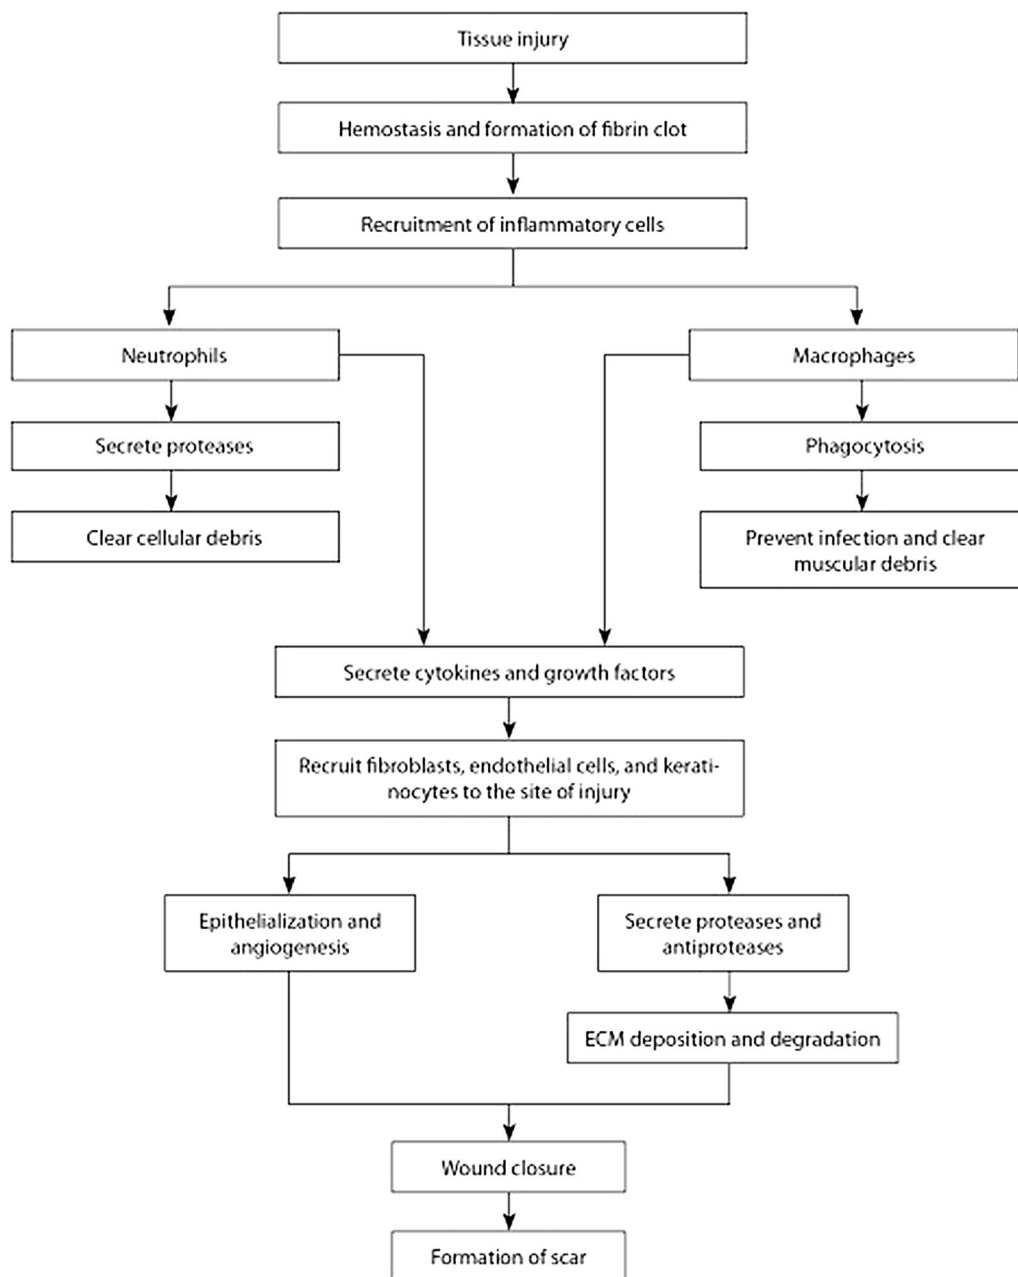 Tissue injury
Hemostasis and formation of fibrin clot
Recruitment of inflammatory cells
Neutrophils
Macrophages
Secrete proteases
Phagocytosis
Clear cellular debris
Prevent infection and clear
muscular debris
Secrete cytokines and growth factors
Recruit fibroblasts, endothelial cells, and kerati-
nocytes to the site of injury
Epithelialization and
angiogenesis
Secrete proteases and
antiproteases
ECM deposition and degradation
Wound closure
Formation of scar